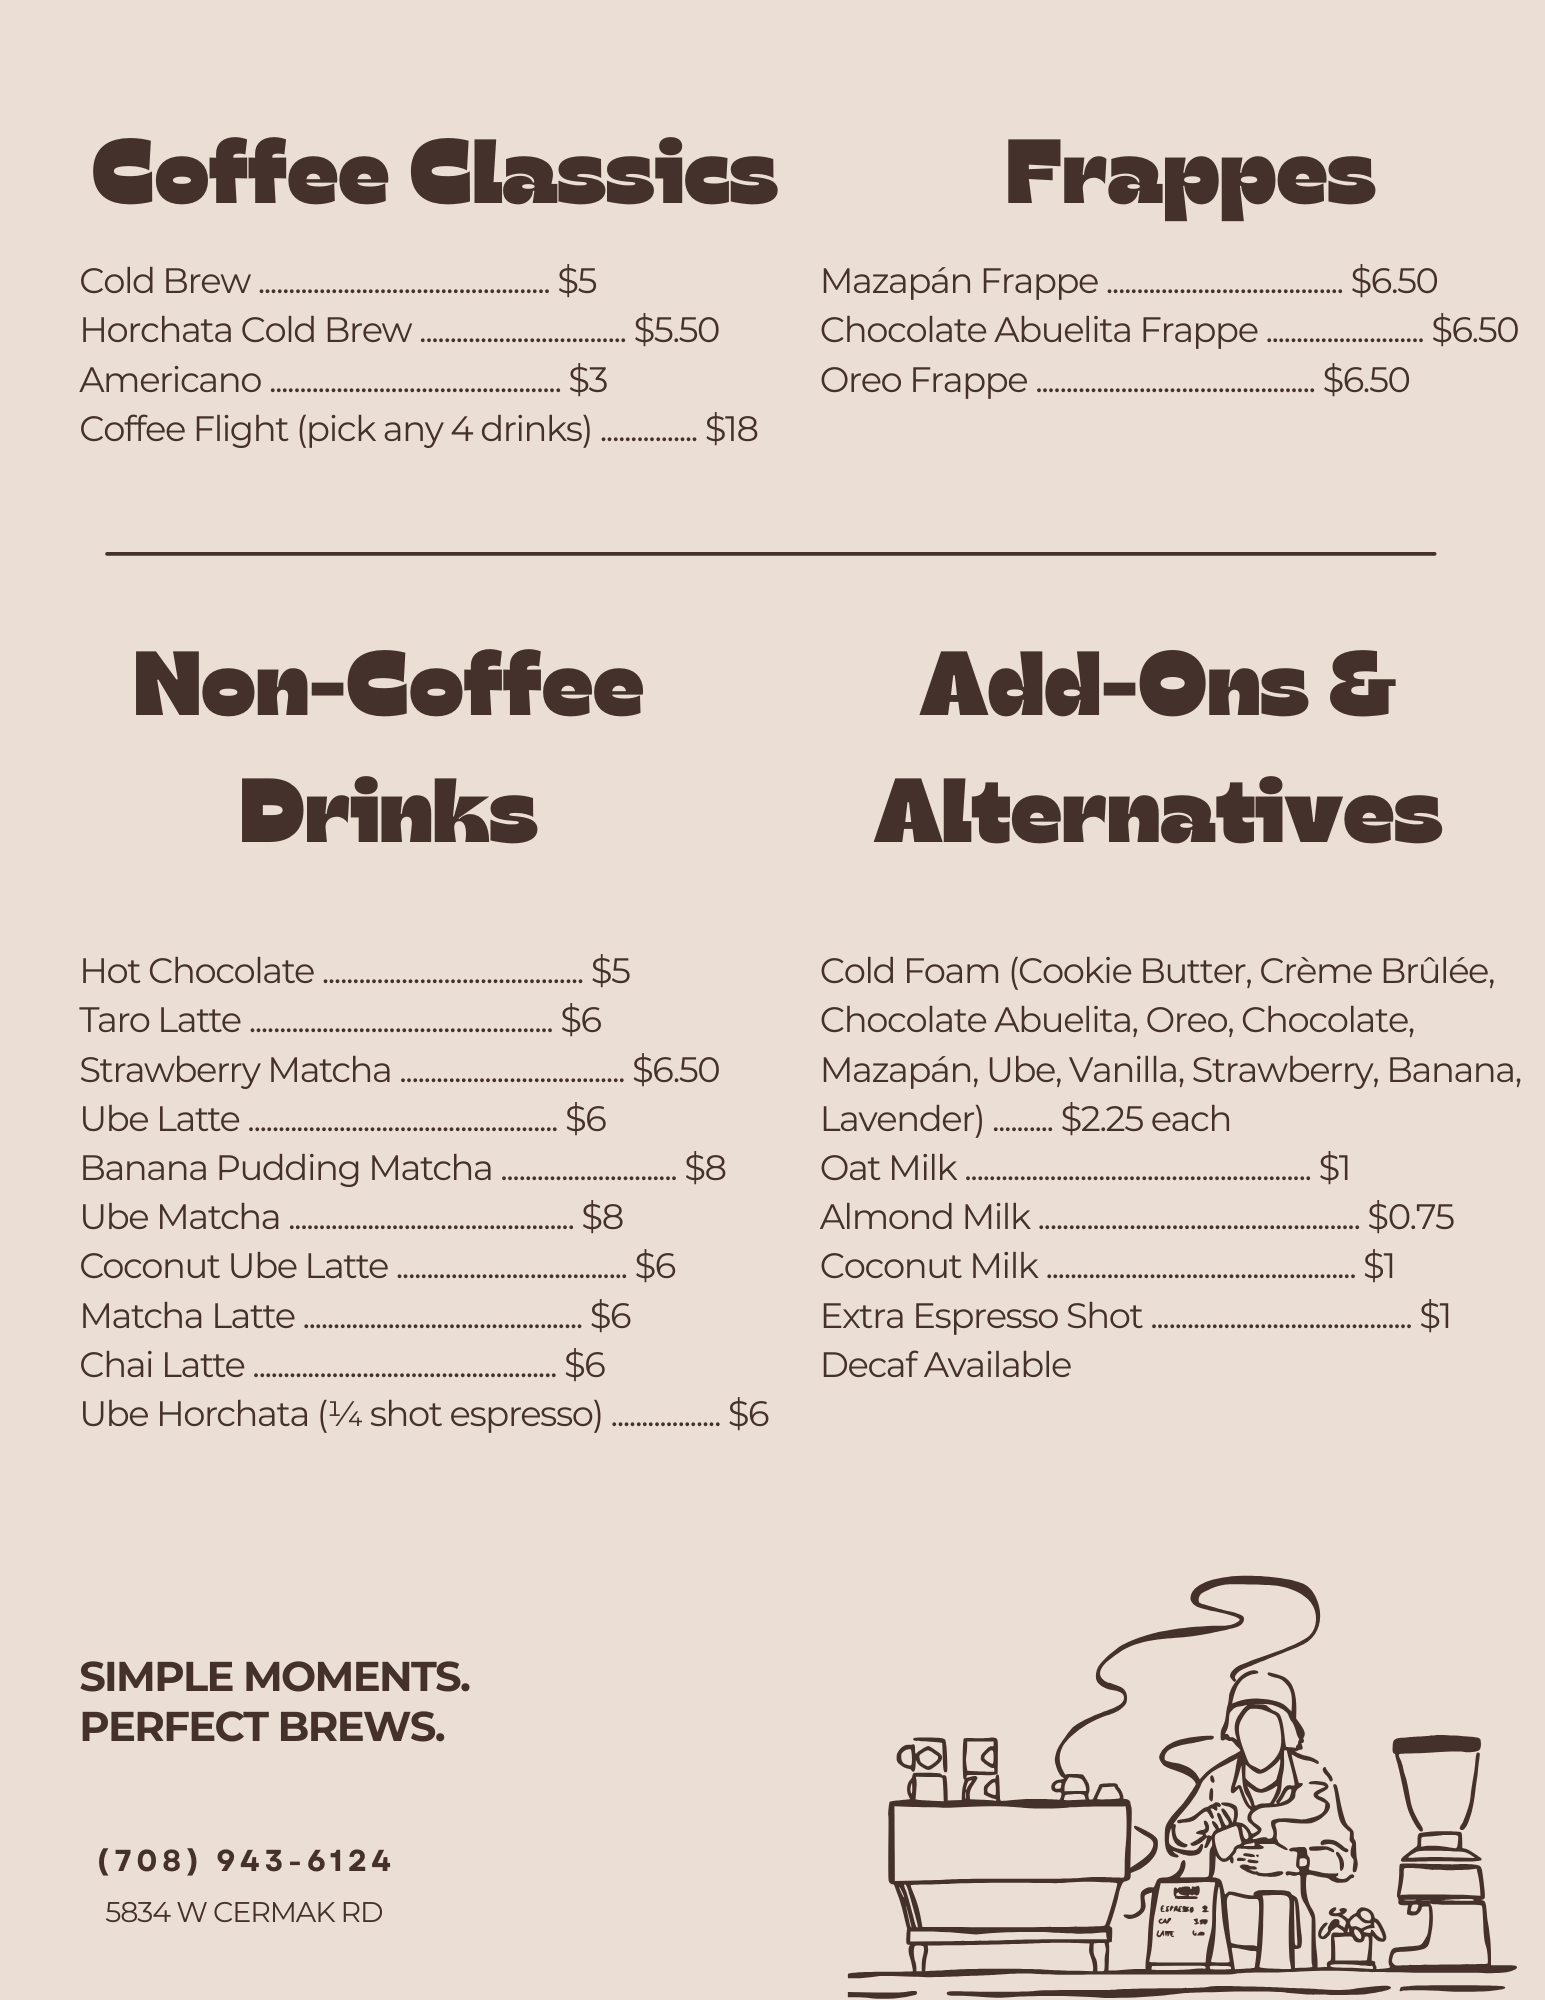 Coffee Classics
Cold Brew ................................................ $5
Horchata Cold Brew .................................. $5.50
Americano ................................................ $3
Coffee Flight (pick any 4 drinks) ................ $18
Frappes
Mazapán Frappe ....................................... $6.50
Chocolate Abuelita Frappe .......................... $6.50
Oreo Frappe .............................................. $6.50
Non-Coffee
Drinks
Hot Chocolate ........................................... $5
Taro Latte .................................................. $6
Strawberry Matcha ..................................... $6.50
Ube Latte ................................................... $6
Banana Pudding Matcha ............................. $8
Ube Matcha ............................................... $8
Coconut Ube Latte ...................................... $6
Matcha Latte .............................................. $6
Chai Latte .................................................. $6
Ube Horchata (¼ shot espresso) .................. $6
Add-Ons &
Alternatives
Cold Foam (Cookie Butter, Crème Brûlée,
Chocolate Abuelita, Oreo, Chocolate,
Mazapán, Ube, Vanilla, Strawberry, Banana,
Lavender) .......... $2.25 each
Oat Milk ......................................................... $1
Almond Milk ..................................................... $0.75
Coconut Milk ................................................... $1
Extra Espresso Shot ........................................... $1
Decaf Available
SIMPLE MOMENTS.
PERFECT BREWS.
(708) 943-6124
5834 W CERMAK RD
ESPRESSO
CAP
LATTE